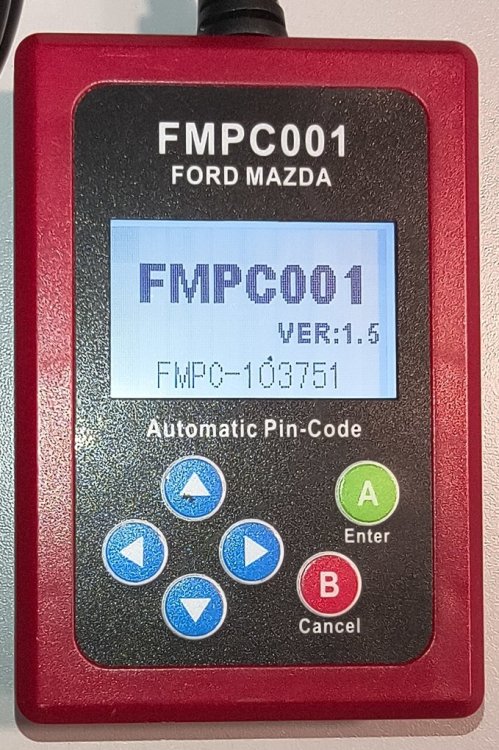 FMPC001
FORD MAZDA
FMPC001
VER:1.5
FMPC-103751
Automatic Pin-Code
A
Enter
B
Cancel